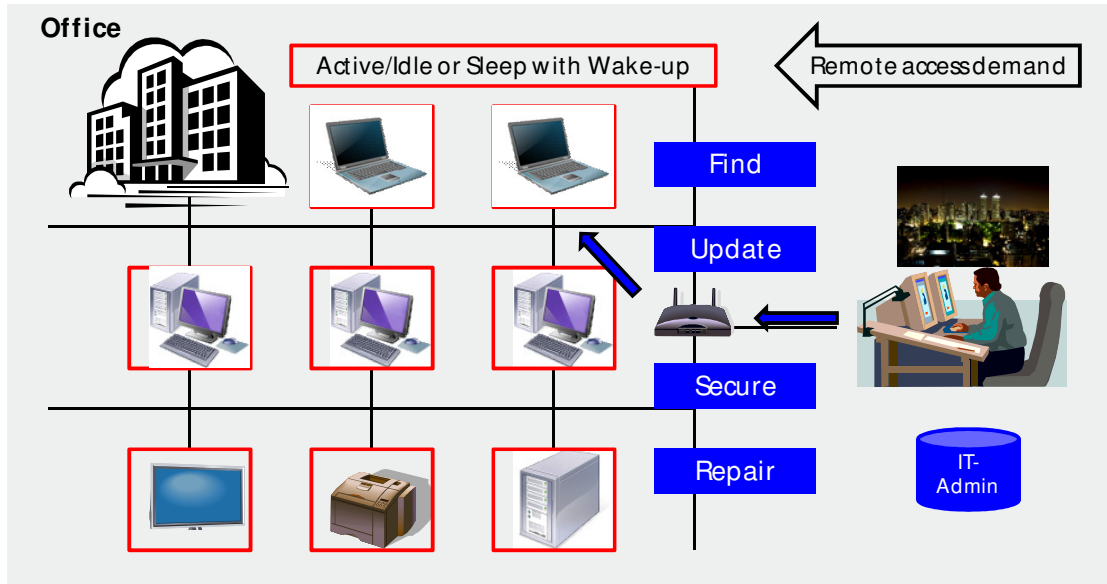 Office
Active/Idle or Sleep with Wake-up
Remote access demand
Find
Update
Secure
Repair
IT-
Admin